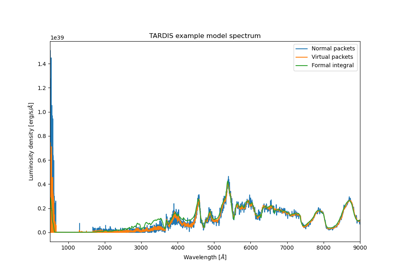 TARDIS example model spectrum
1e39
Normal packets
Virtual packets
Formal integral
1.4
1.2
1.0
0.8
0.6
0.4
0.2
0.0
Luminosity density [erg/s/Å]
1000 2000 3000 4000 5000 6000 7000 8000 9000
Wavelength [Å]